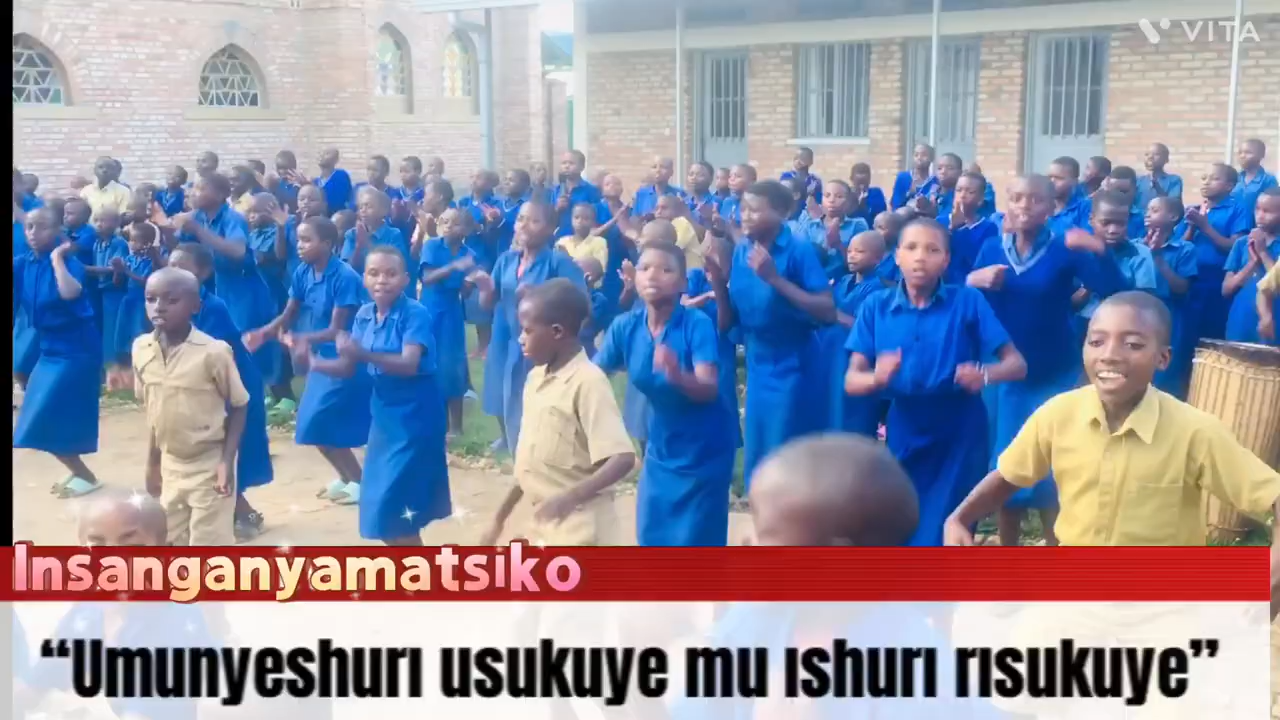 VITA
Insanganyamatsiko
“Umunyeshuri usukuye mu ishuri risukuye”